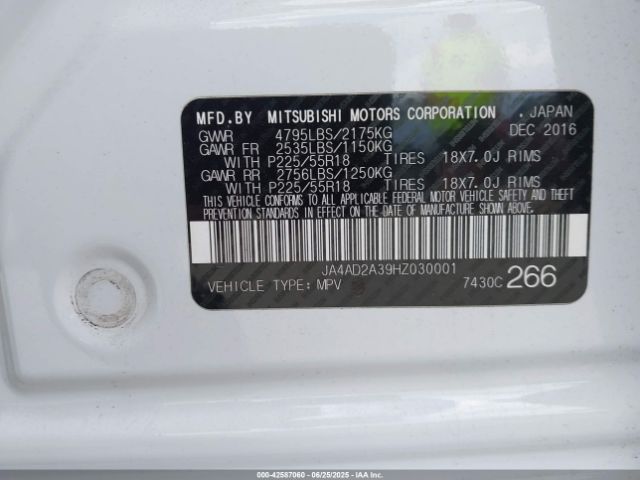 MFD.BY MITSUBISHI MOTORS CORPORATION . JAPAN
GVWR 4795LBS/2175KG DEC 2016
GAWR FR 2535LBS/1150KG
WITH P225/55R18 TIRES 18X7.0J RIMS
GAWR RR 2756LBS/1250KG
WITH P225/55R18 TIRES 18X7.0J RIMS
THIS VEHICLE CONFORMS TO ALL APPLICABLE FEDERAL MOTOR VEHICLE SAFETY AND THEFT
PREVENTION STANDARDS IN EFFECT ON THE DATE OF MANUFACTURE SHOWN ABOVE.
JA4AD2A39HZ030001
VEHICLE TYPE: MPV 7430C 266
000-42587060 - 06/25/2025 - IAAI.COM